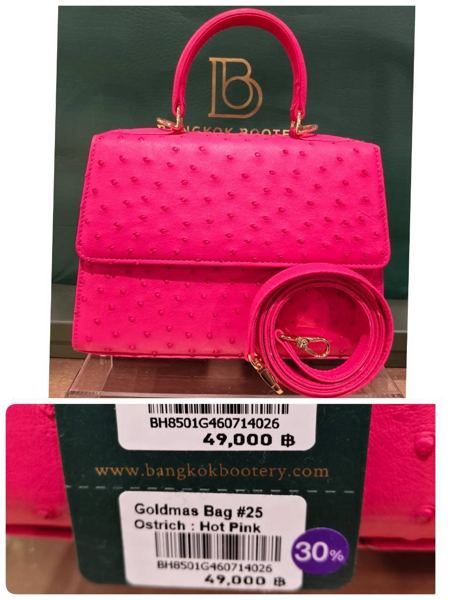 B
BANGKOK BOOTERY
BH8501G460714026
49,000 ฿
www.bangkokbootery.com
Goldmas Bag #25
Ostrich : Hot Pink
30%
BH8501G460714026
49,000 ฿